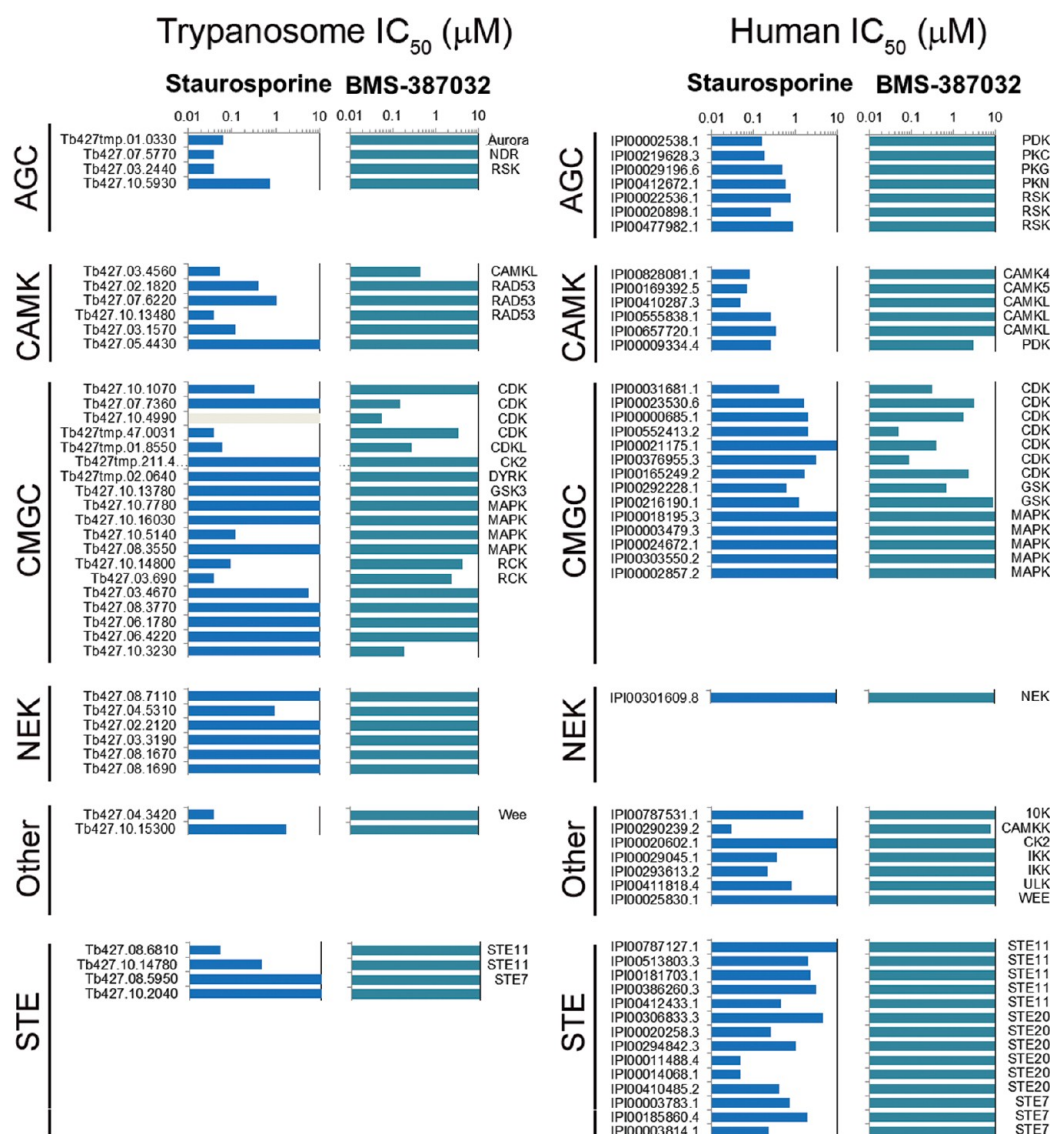 Trypanosome IC50 (μM)
Human IC50 (μM)
Staurosporine BMS-387032
Staurosporine BMS-387032
0.01 0.1 1 10 0.01 0.1 1 10
0.01 0.1 1 10 0.01 0.1 1 10
AGC
Tb427tmp.01.0330 Aurora
Tb427.07.5770 NDR
Tb427.03.2440 RSK
Tb427.10.5930
CAMK
Tb427.03.4560 CAMKL
Tb427.02.1820 RAD53
Tb427.07.6220 RAD53
Tb427.10.13480 RAD53
Tb427.03.1570
Tb427.05.4430
CMGC
Tb427.10.1070 CDK
Tb427.07.7360 CDK
Tb427.10.4990 CDK
Tb427tmp.47.0031 CDK
Tb427tmp.01.8550 CDKL
Tb427tmp.211.4... CK2
Tb427tmp.02.0640 DYRK
Tb427.10.13780 GSK3
Tb427.10.7780 MAPK
Tb427.10.16030 MAPK
Tb427.10.5140 MAPK
Tb427.08.3550 MAPK
Tb427.10.14800 RCK
Tb427.03.690 RCK
Tb427.03.4670
Tb427.08.3770
Tb427.06.1780
Tb427.06.4220
Tb427.10.3230
NEK
Tb427.08.7110
Tb427.04.5310
Tb427.02.2120
Tb427.03.3190
Tb427.08.1670
Tb427.08.1690
Other
Tb427.04.3420 Wee
Tb427.10.15300
STE
Tb427.08.6810 STE11
Tb427.10.14780 STE11
Tb427.08.5950 STE7
Tb427.10.2040
AGC
IPI00002538.1 PDK
IPI00219628.3 PKC
IPI00029196.6 PKG
IPI00412672.1 PKN
IPI00022536.1 RSK
IPI00020898.1 RSK
IPI00477982.1 RSK
CAMK
IPI00828081.1 CAMK4
IPI00169392.5 CAMK5
IPI00410287.3 CAMKL
IPI00555838.1 CAMKL
IPI00657720.1 CAMKL
IPI00009334.4 PDK
CMGC
IPI00031681.1 CDK
IPI00023530.6 CDK
IPI00000685.1 CDK
IPI00552413.2 CDK
IPI00021175.1 CDK
IPI00376955.3 CDK
IPI00165249.2 CDK
IPI00292228.1 GSK
IPI00216190.1 GSK
IPI00018195.3 MAPK
IPI00003479.3 MAPK
IPI00024672.1 MAPK
IPI00303550.2 MAPK
IPI00002857.2 MAPK
NEK
IPI00301609.8 NEK
Other
IPI00787531.1 10K
IPI00290239.2 CAMKK
IPI00020602.1 CK2
IPI00029045.1 IKK
IPI00293613.2 IKK
IPI00411818.4 ULK
IPI00025830.1 WEE
STE
IPI00787127.1 STE11
IPI00513803.3 STE11
IPI00181703.1 STE11
IPI00386260.3 STE11
IPI00412433.1 STE11
IPI00306833.3 STE20
IPI00020258.3 STE20
IPI00294842.3 STE20
IPI00011488.4 STE20
IPI00014068.1 STE20
IPI00410485.2 STE20
IPI00003783.1 STE7
IPI00185860.4 STE7
IPI00003814.1 STE7